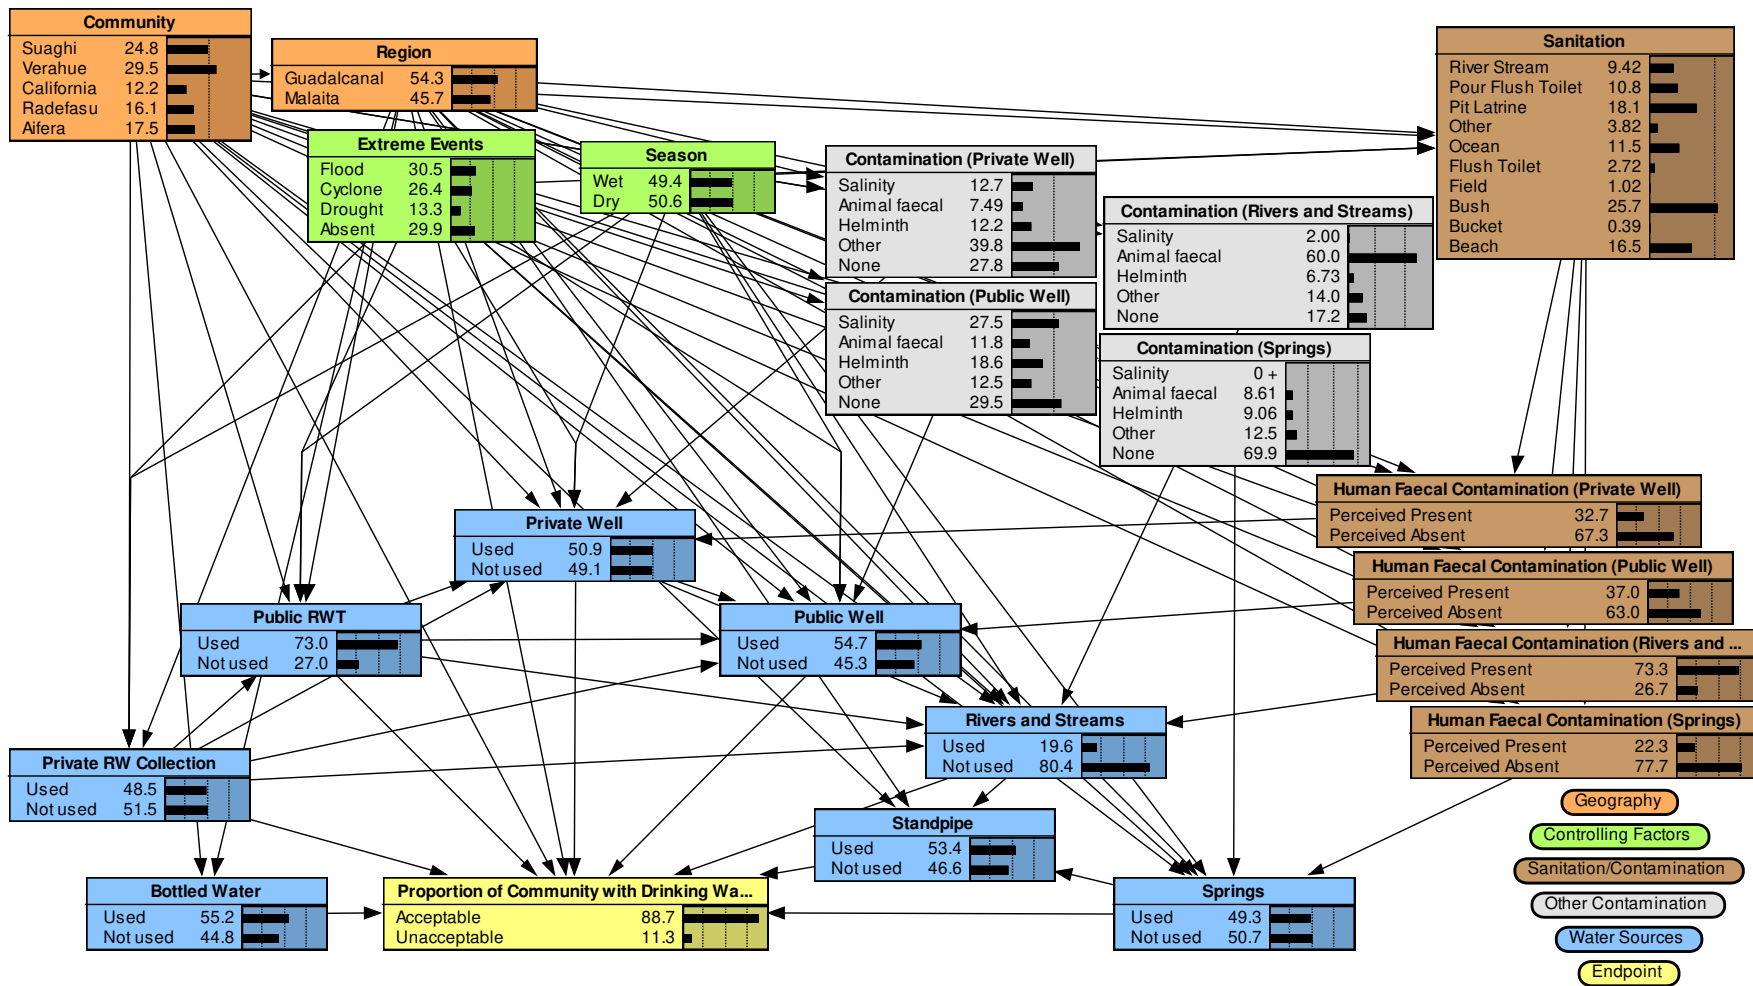 Community
Suaghi 24.8
Verahue 29.5
California 12.2
Radefasu 16.1
Aifera 17.5
Region
Guadalcanal 54.3
Malaita 45.7
Extreme Events
Flood 30.5
Cyclone 26.4
Drought 13.3
Absent 29.9
Season
Wet 49.4
Dry 50.6
Contamination (Private Well)
Salinity 12.7
Animal faecal 7.49
Helminth 12.2
Other 39.8
None 27.8
Contamination (Public Well)
Salinity 27.5
Animal faecal 11.8
Helminth 18.6
Other 12.5
None 29.5
Contamination (Rivers and Streams)
Salinity 2.00
Animal faecal 60.0
Helminth 6.73
Other 14.0
None 17.2
Contamination (Springs)
Salinity 0 +
Animal faecal 8.61
Helminth 9.06
Other 12.5
None 69.9
Sanitation
River Stream 9.42
Pour Flush Toilet 10.8
Pit Latrine 18.1
Other 3.82
Ocean 11.5
Flush Toilet 2.72
Field 1.02
Bush 25.7
Bucket 0.39
Beach 16.5
Human Faecal Contamination (Private Well)
Perceived Present 32.7
Perceived Absent 67.3
Human Faecal Contamination (Public Well)
Perceived Present 37.0
Perceived Absent 63.0
Human Faecal Contamination (Rivers and ...
Perceived Present 73.3
Perceived Absent 26.7
Human Faecal Contamination (Springs)
Perceived Present 22.3
Perceived Absent 77.7
Private Well
Used 50.9
Not used 49.1
Public RWT
Used 73.0
Not used 27.0
Public Well
Used 54.7
Not used 45.3
Rivers and Streams
Used 19.6
Not used 80.4
Private RW Collection
Used 48.5
Not used 51.5
Standpipe
Used 53.4
Not used 46.6
Bottled Water
Used 55.2
Not used 44.8
Proportion of Community with Drinking Wa...
Acceptable 88.7
Unacceptable 11.3
Springs
Used 49.3
Not used 50.7
Geography
Controlling Factors
Sanitation/Contamination
Other Contamination
Water Sources
Endpoint